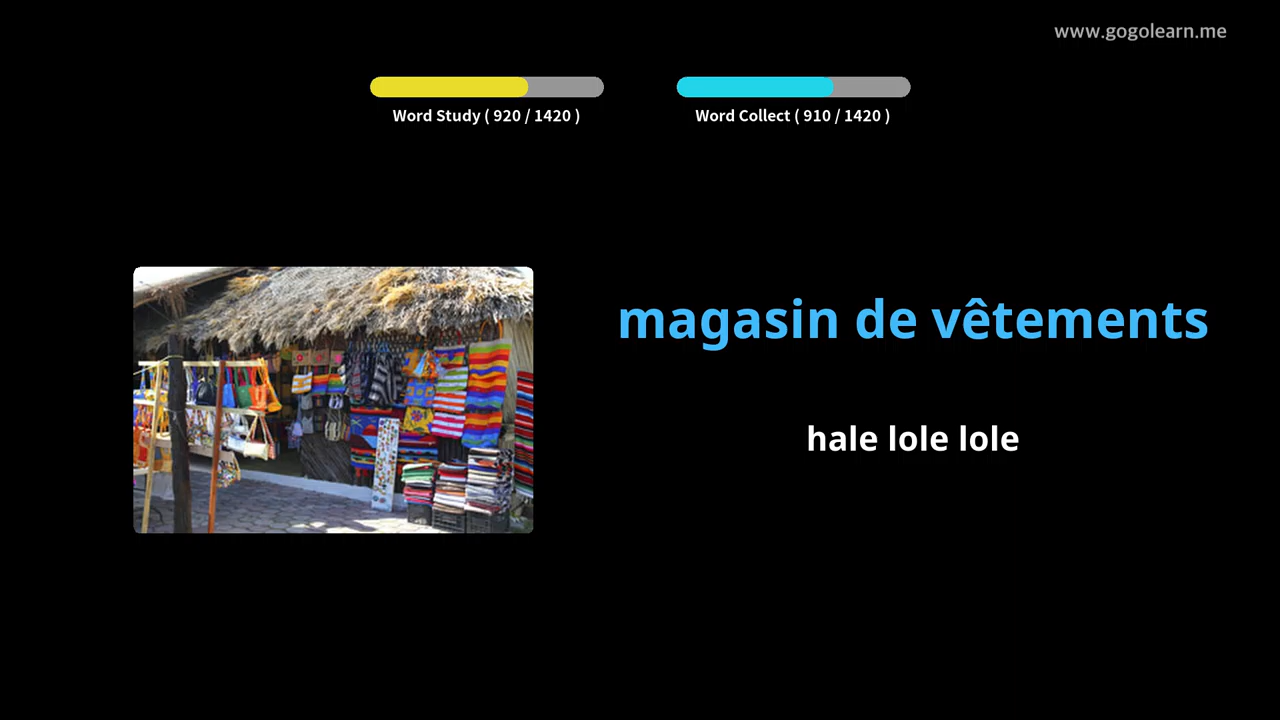 www.gogolearn.me
Word Study ( 920 / 1420 )
Word Collect ( 910 / 1420 )
magasin de vêtements
hale lole lole